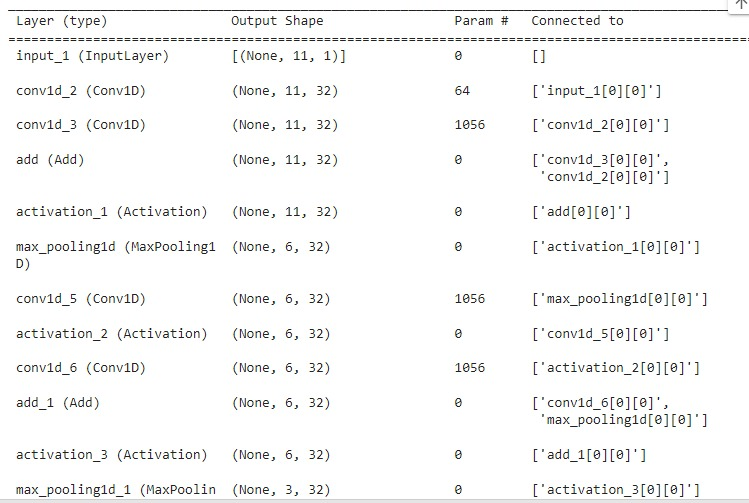 Layer (type) Output Shape Param # Connected to
==================================================================================================
input_1 (InputLayer) [(None, 11, 1)] 0 []
conv1d_2 (Conv1D) (None, 11, 32) 64 ['input_1[0][0]']
conv1d_3 (Conv1D) (None, 11, 32) 1056 ['conv1d_2[0][0]']
add (Add) (None, 11, 32) 0 ['conv1d_3[0][0]',
'conv1d_2[0][0]']
activation_1 (Activation) (None, 11, 32) 0 ['add[0][0]']
max_pooling1d (MaxPooling1 (None, 6, 32) 0 ['activation_1[0][0]']
D)
conv1d_5 (Conv1D) (None, 6, 32) 1056 ['max_pooling1d[0][0]']
activation_2 (Activation) (None, 6, 32) 0 ['conv1d_5[0][0]']
conv1d_6 (Conv1D) (None, 6, 32) 1056 ['activation_2[0][0]']
add_1 (Add) (None, 6, 32) 0 ['conv1d_6[0][0]',
'max_pooling1d[0][0]']
activation_3 (Activation) (None, 6, 32) 0 ['add_1[0][0]']
max_pooling1d_1 (MaxPoolin (None, 3, 32) 0 ['activation_3[0][0]']